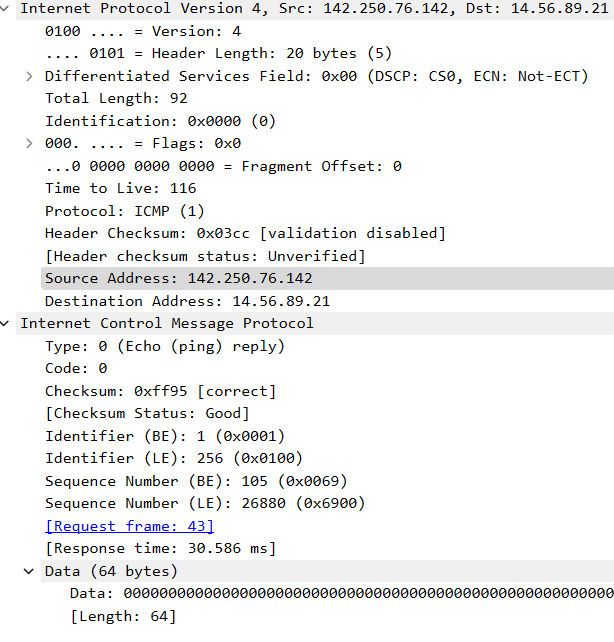 Internet Protocol Version 4, Src: 142.250.76.142, Dst: 14.56.89.21
0100 .... = Version: 4
.... 0101 = Header Length: 20 bytes (5)
Differentiated Services Field: 0x00 (DSCP: CS0, ECN: Not-ECT)
Total Length: 92
Identification: 0x0000 (0)
000. .... = Flags: 0x0
...0 0000 0000 0000 = Fragment Offset: 0
Time to Live: 116
Protocol: ICMP (1)
Header Checksum: 0x03cc [validation disabled]
[Header checksum status: Unverified]
Source Address: 142.250.76.142
Destination Address: 14.56.89.21
Internet Control Message Protocol
Type: 0 (Echo (ping) reply)
Code: 0
Checksum: 0xff95 [correct]
[Checksum Status: Good]
Identifier (BE): 1 (0x0001)
Identifier (LE): 256 (0x0100)
Sequence Number (BE): 105 (0x0069)
Sequence Number (LE): 26880 (0x6900)
[Request frame: 43]
[Response time: 30.586 ms]
Data (64 bytes)
Data: 0000000000000000000000000000000000000000000000000000000
[Length: 64]